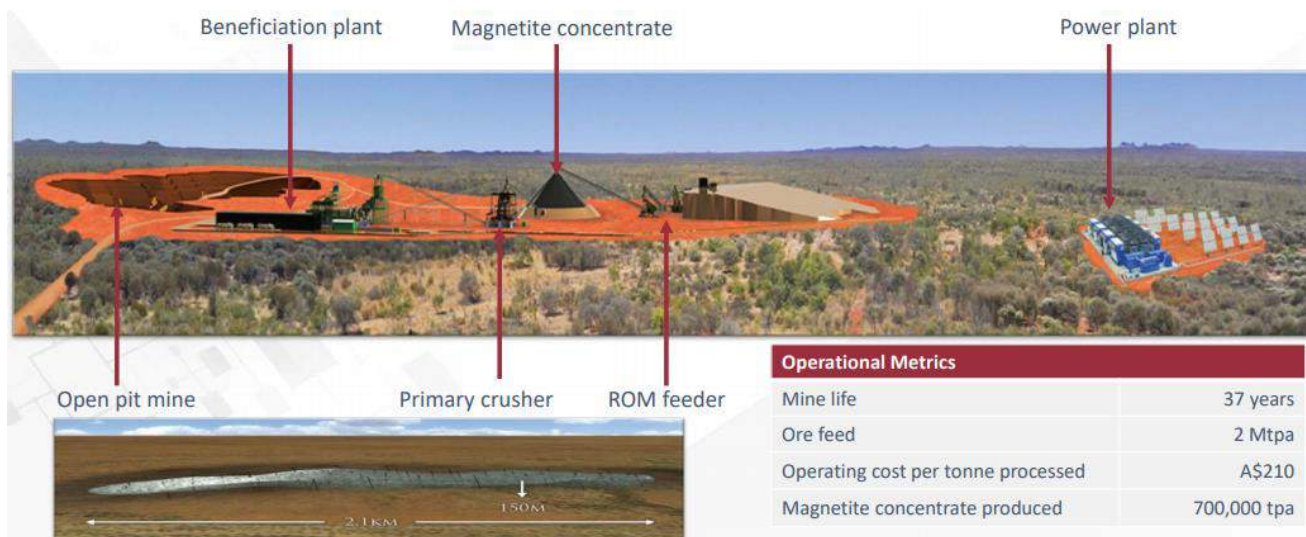 Beneficiation plant
Magnetite concentrate
Power plant
Open pit mine
Primary crusher
ROM feeder
150M
2.1KM
Operational Metrics
Mine life 37 years
Ore feed 2 Mtpa
Operating cost per tonne processed A$210
Magnetite concentrate produced 700,000 tpa